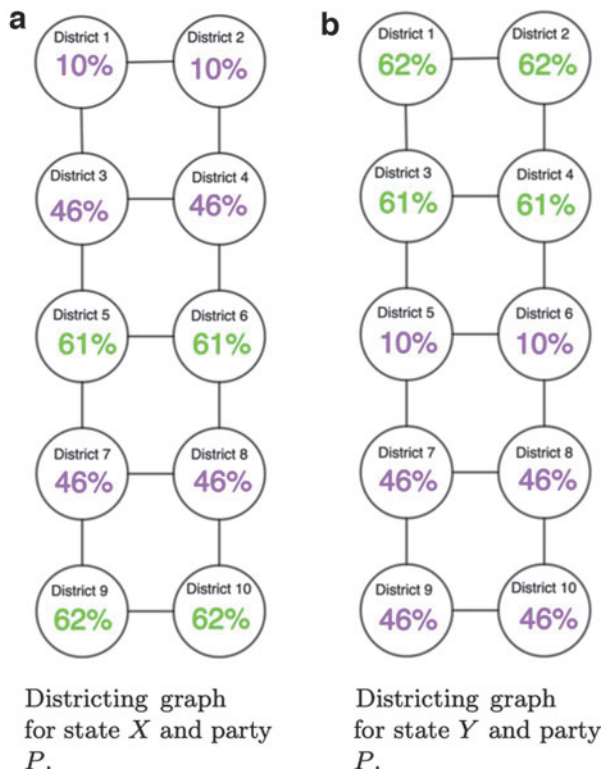 a
District 1
10%
District 2
10%
District 3
46%
District 4
46%
District 5
61%
District 6
61%
District 7
46%
District 8
46%
District 9
62%
District 10
62%
Districting graph
for state X and party
P.
b
District 1
62%
District 2
62%
District 3
61%
District 4
61%
District 5
10%
District 6
10%
District 7
46%
District 8
46%
District 9
46%
District 10
46%
Districting graph
for state Y and party
P.